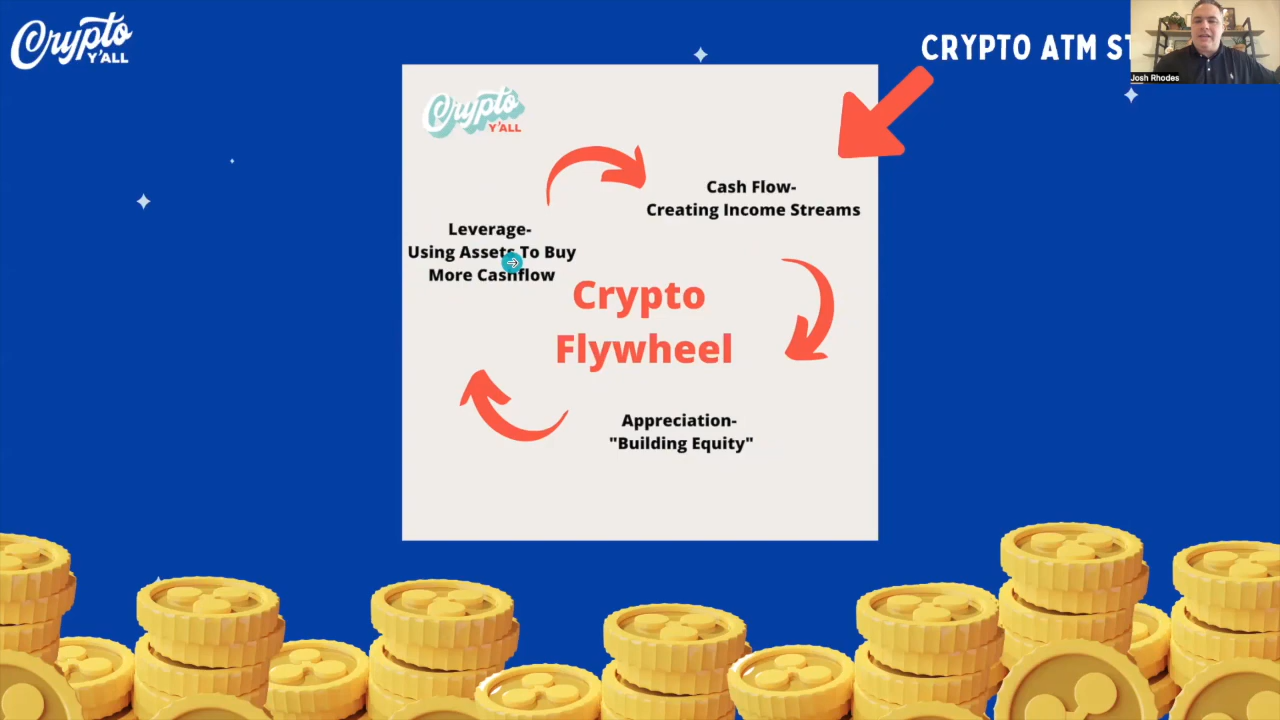 Crypto
Y'ALL
CRYPTO ATM ST
Josh Rhodes
Crypto
Y'ALL
Cash Flow-
Creating Income Streams
Leverage-
Using Assets To Buy
More Cashflow
Crypto
Flywheel
Appreciation-
"Building Equity"